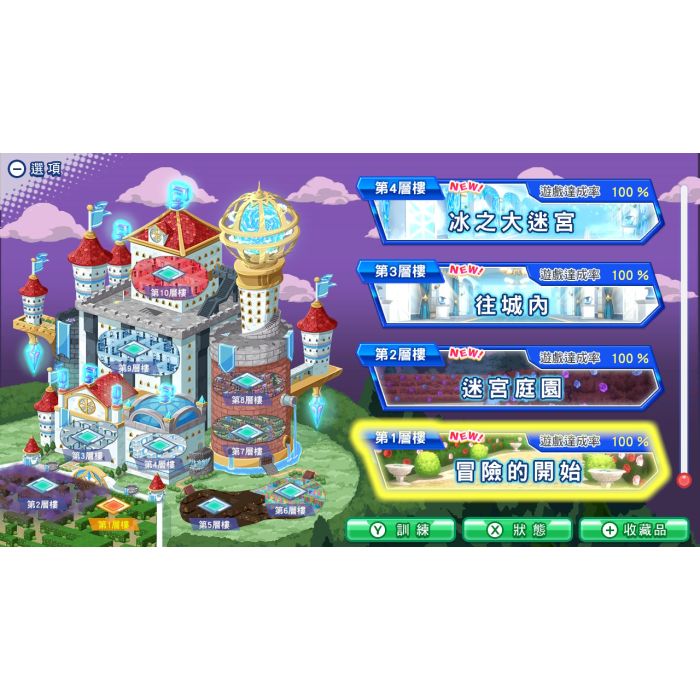 選項
第10層樓
第9層樓
第8層樓
第7層樓
第3層樓
第4層樓
第2層樓
第1層樓
第5層樓
第6層樓
第4層樓 NEW! 遊戲達成率 100 %
冰之大迷宮
第3層樓 NEW! 遊戲達成率 100 %
往城內
第2層樓 NEW! 遊戲達成率 100 %
迷宮庭園
第1層樓 NEW! 遊戲達成率 100 %
冒險的開始
Y 訓練
X 狀態
+ 收藏品